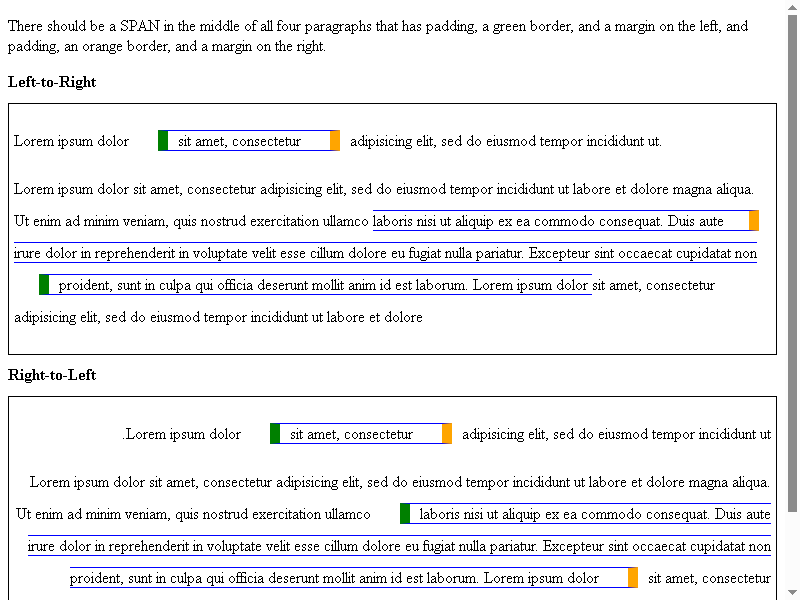 There should be a SPAN in the middle of all four paragraphs that has padding, a green border, and a margin on the left, and
padding, an orange border, and a margin on the right.
Left-to-Right
Lorem ipsum dolor sit amet, consectetur adipisicing elit, sed do eiusmod tempor incididunt ut.
Lorem ipsum dolor sit amet, consectetur adipisicing elit, sed do eiusmod tempor incididunt ut labore et dolore magna aliqua.
Ut enim ad minim veniam, quis nostrud exercitation ullamco laboris nisi ut aliquip ex ea commodo consequat. Duis aute
irure dolor in reprehenderit in voluptate velit esse cillum dolore eu fugiat nulla pariatur. Excepteur sint occaecat cupidatat non
proident, sunt in culpa qui officia deserunt mollit anim id est laborum. Lorem ipsum dolor sit amet, consectetur
adipisicing elit, sed do eiusmod tempor incididunt ut labore et dolore
Right-to-Left
.Lorem ipsum dolor sit amet, consectetur adipisicing elit, sed do eiusmod tempor incididunt ut
Lorem ipsum dolor sit amet, consectetur adipisicing elit, sed do eiusmod tempor incididunt ut labore et dolore magna aliqua.
Ut enim ad minim veniam, quis nostrud exercitation ullamco laboris nisi ut aliquip ex ea commodo consequat. Duis aute
irure dolor in reprehenderit in voluptate velit esse cillum dolore eu fugiat nulla pariatur. Excepteur sint occaecat cupidatat non
proident, sunt in culpa qui officia deserunt mollit anim id est laborum. Lorem ipsum dolor sit amet, consectetur